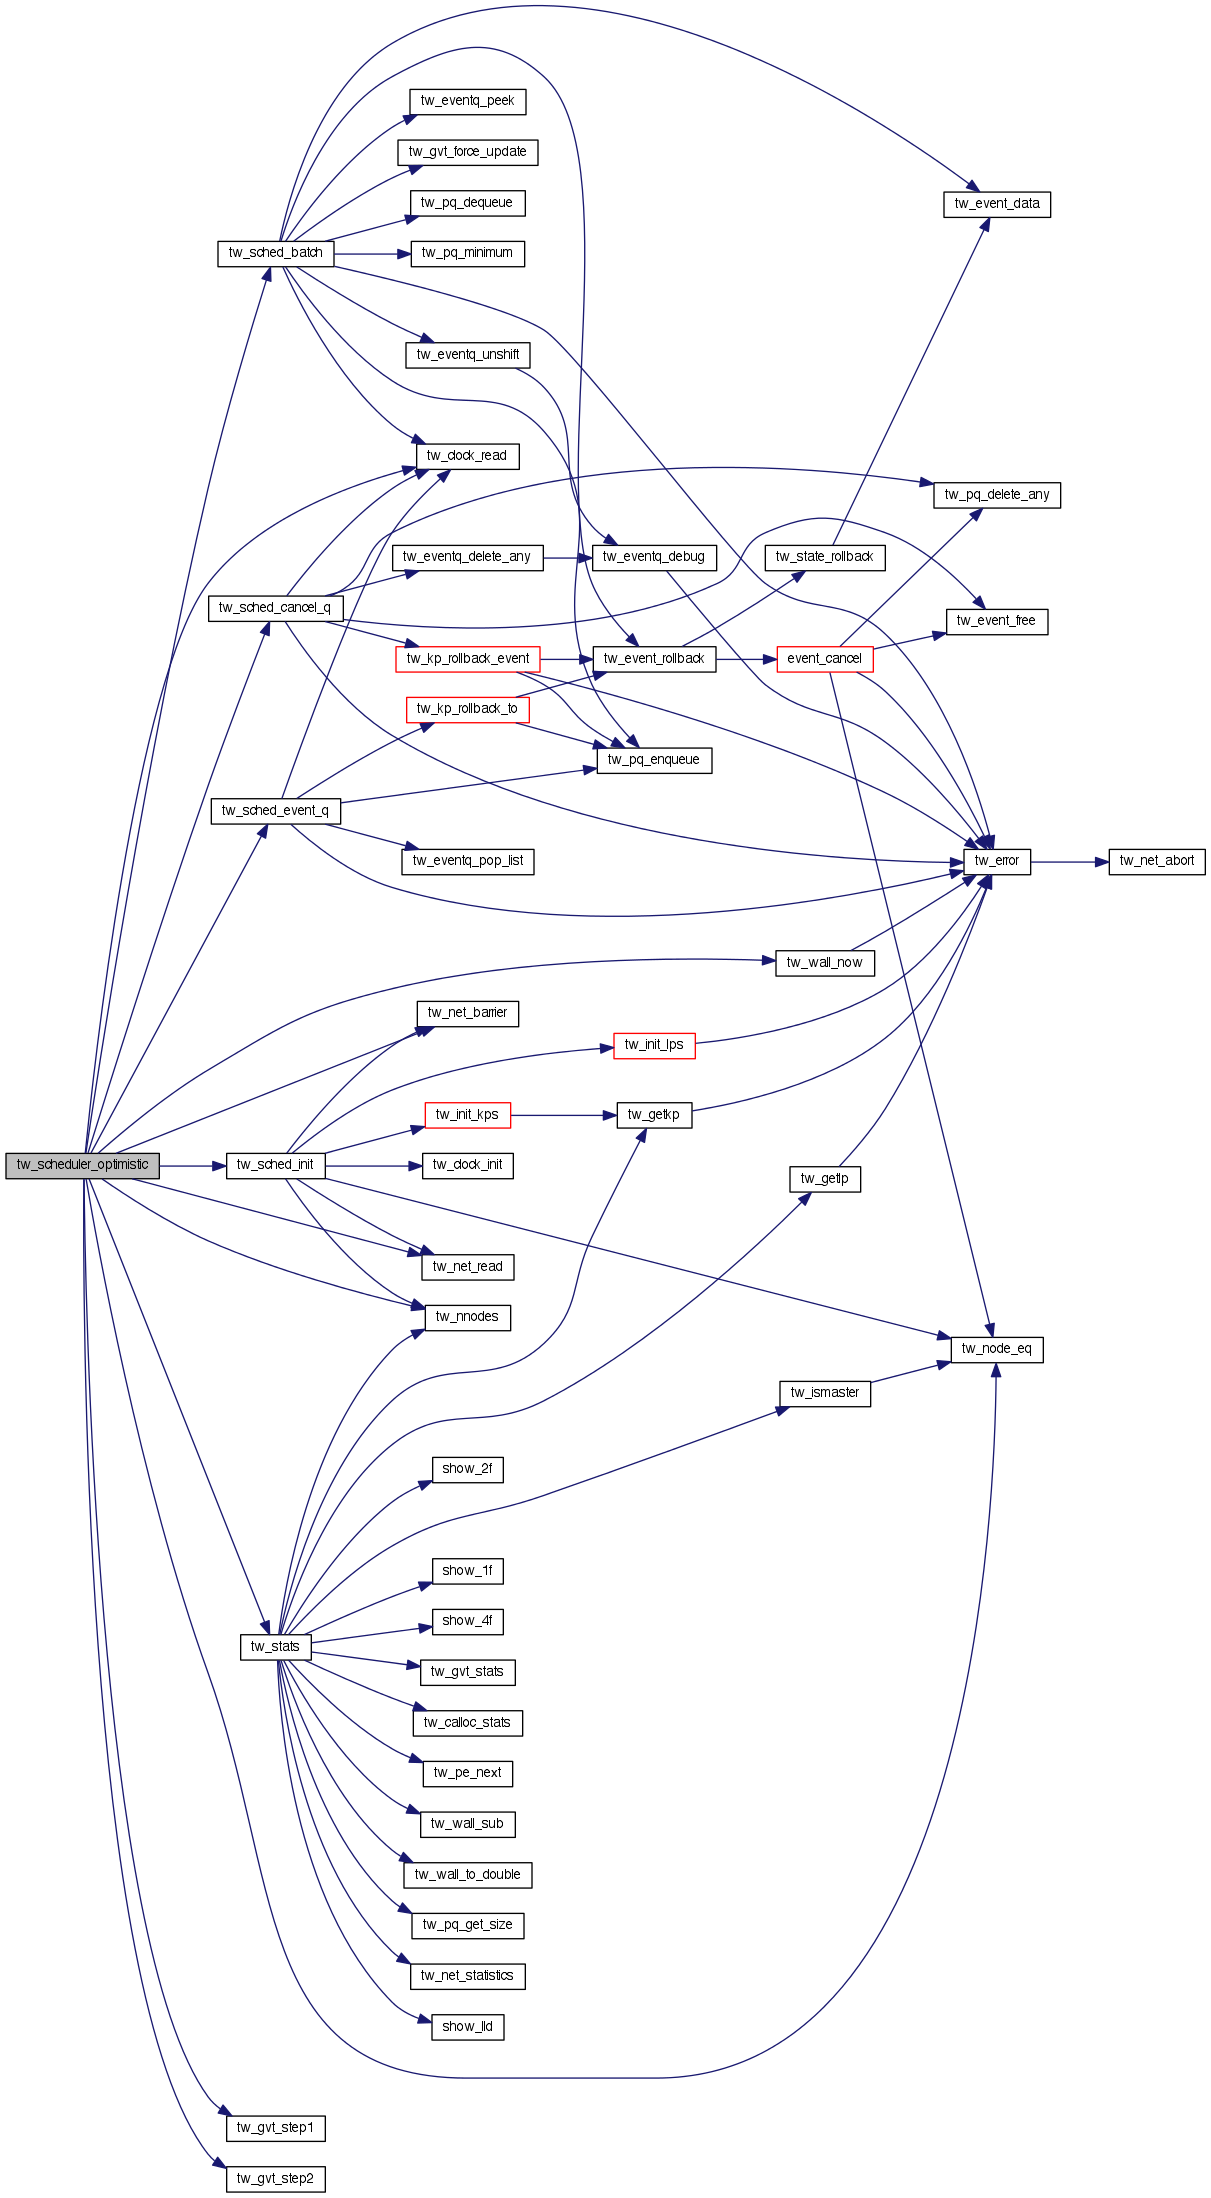 tw_eventq_peek
tw_gvt_force_update
tw_pq_dequeue
tw_event_data
tw_sched_batch
tw_pq_minimum
tw_eventq_unshift
tw_clock_read
tw_pq_delete_any
tw_eventq_delete_any
tw_eventq_debug
tw_state_rollback
tw_sched_cancel_q
tw_event_free
tw_kp_rollback_event
tw_event_rollback
event_cancel
tw_kp_rollback_to
tw_pq_enqueue
tw_sched_event_q
tw_eventq_pop_list
tw_error
tw_net_abort
tw_wall_now
tw_net_barrier
tw_init_lps
tw_init_kps
tw_getkp
tw_scheduler_optimistic
tw_sched_init
tw_clock_init
tw_getlp
tw_net_read
tw_nnodes
tw_node_eq
tw_ismaster
show_2f
show_1f
show_4f
tw_stats
tw_gvt_stats
tw_calloc_stats
tw_pe_next
tw_wall_sub
tw_wall_to_double
tw_pq_get_size
tw_net_statistics
show_lld
tw_gvt_step1
tw_gvt_step2